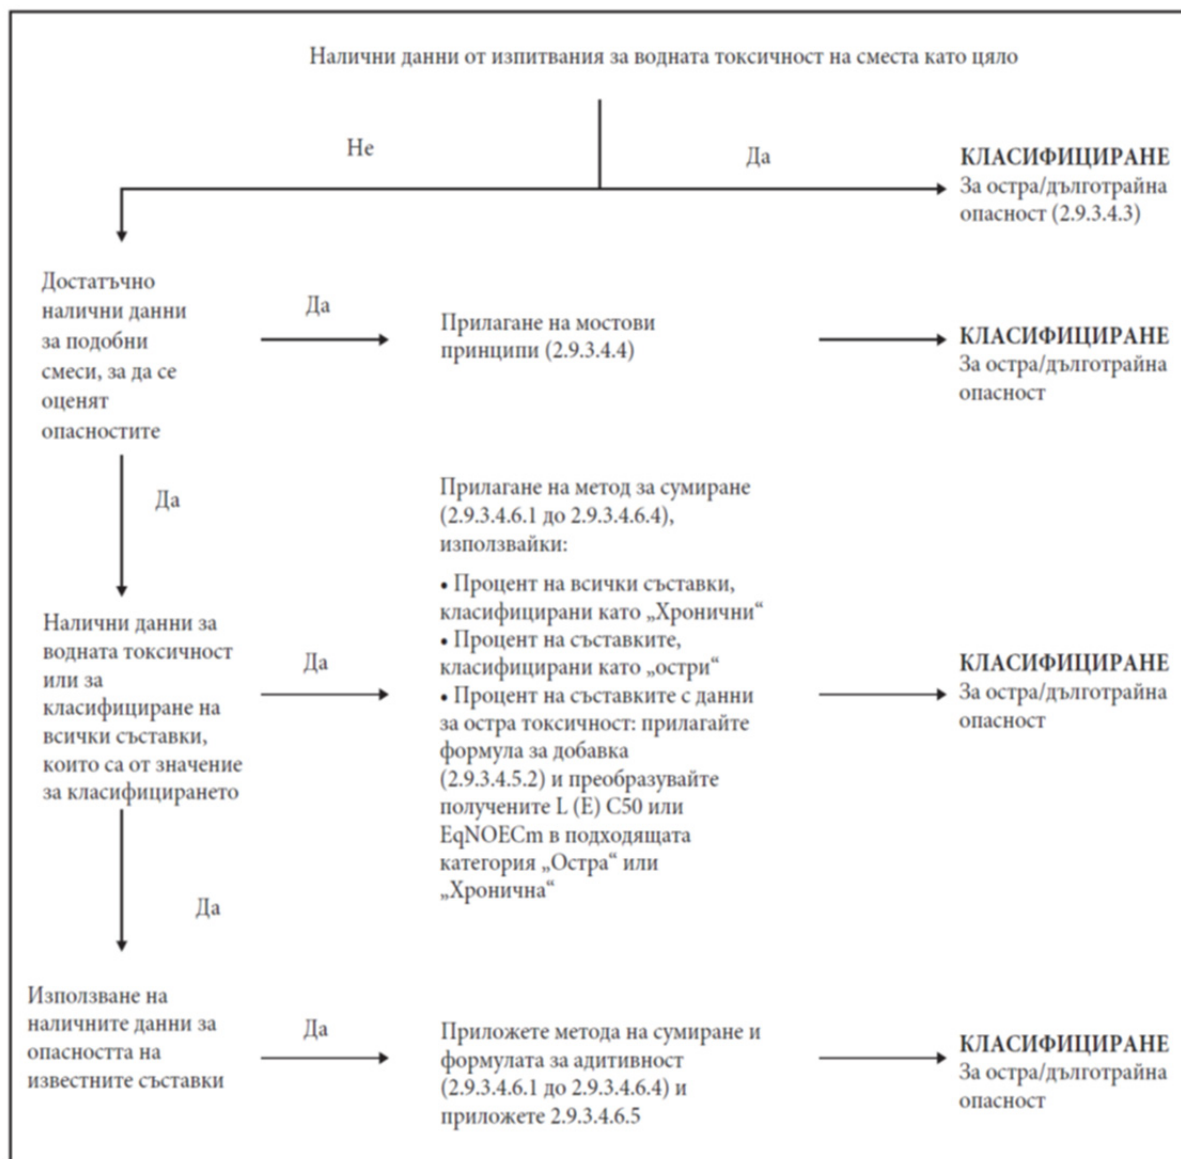 Налични данни от изпитвания за водната токсичност на сместа като цяло
Не
Да
КЛАСИФИЦИРАНЕ
За остра/дълготрайна
опасност (2.9.3.4.3)
Достатъчно
налични данни
за подобни
смеси, за да се
оценят
опасностите
Да
Прилагане на мостови
принципи (2.9.3.4.4)
КЛАСИФИЦИРАНЕ
За остра/дълготрайна
опасност
Да
Налични данни за
водната токсичност
или за
класифициране на
всички съставки,
които са от значение
за класифицирането
Да
Прилагане на метод за сумиране
(2.9.3.4.6.1 до 2.9.3.4.6.4),
използвайки:
• Процент на всички съставки,
класифицирани като „Хронични“
• Процент на съставките,
класифицирани като „остри“
• Процент на съставките с данни
за остра токсичност: прилагайте
формула за добавка
(2.9.3.4.5.2) и преобразувайте
получените L (E) C50 или
EqNOECm в подходящата
категория „Остра“ или
„Хронична“
КЛАСИФИЦИРАНЕ
За остра/дълготрайна
опасност
Да
Използване на
наличните данни за
опасността на
известните съставки
Да
Приложете метода на сумиране и
формулата за адитивност
(2.9.3.4.6.1 до 2.9.3.4.6.4) и
приложете 2.9.3.4.6.5
КЛАСИФИЦИРАНЕ
За остра/дълготрайна
опасност